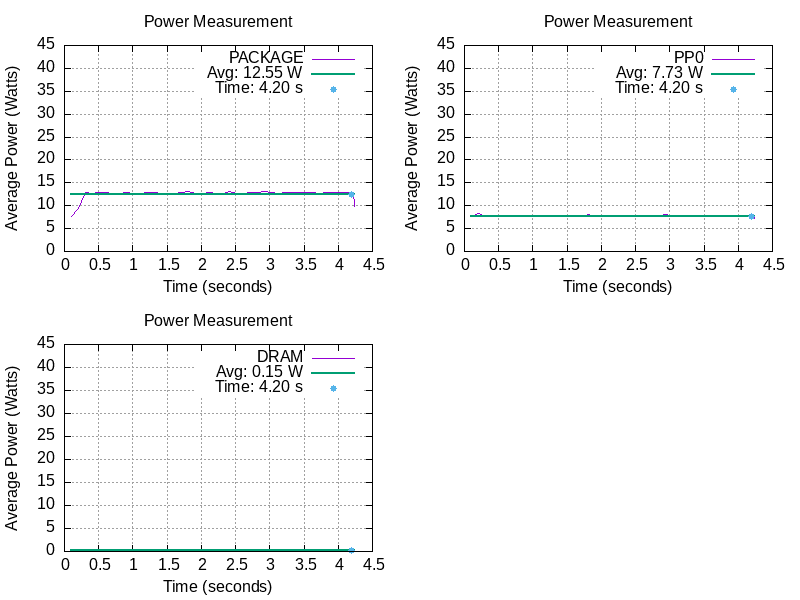 Power Measurement
45
40
35
30
25
20
15
10
5
0
Average Power (Watts)
PACKAGE
Avg: 12.55 W
Time: 4.20 s
0 0.5 1 1.5 2 2.5 3 3.5 4 4.5
Time (seconds)
Power Measurement
45
40
35
30
25
20
15
10
5
0
Average Power (Watts)
PP0
Avg: 7.73 W
Time: 4.20 s
0 0.5 1 1.5 2 2.5 3 3.5 4 4.5
Time (seconds)
Power Measurement
45
40
35
30
25
20
15
10
5
0
Average Power (Watts)
DRAM
Avg: 0.15 W
Time: 4.20 s
0 0.5 1 1.5 2 2.5 3 3.5 4 4.5
Time (seconds)